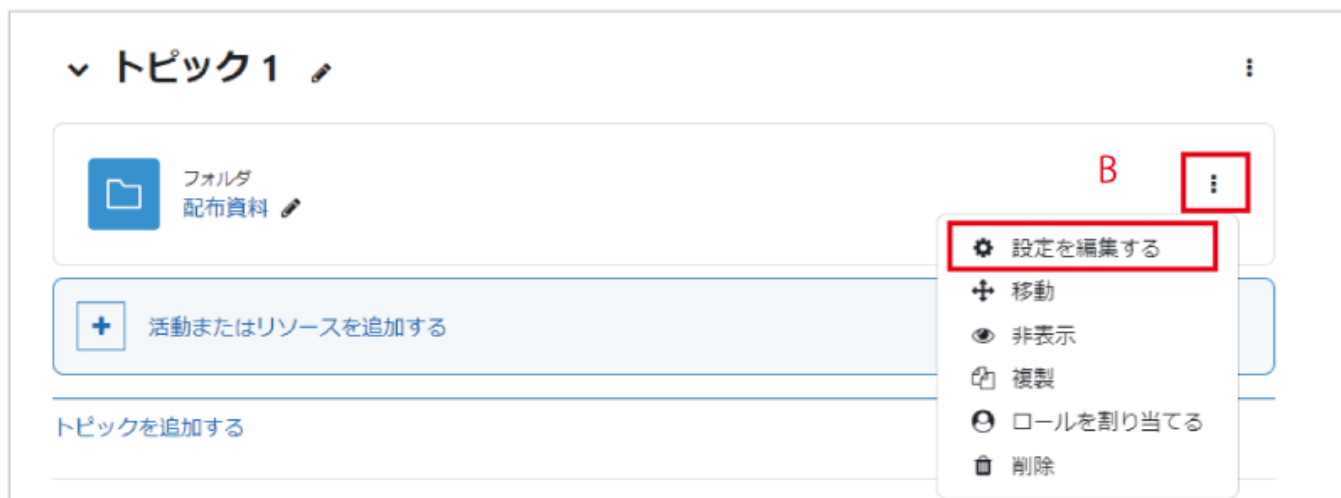 トピック 1
フォルダ
配布資料
B
設定を編集する
移動
非表示
複製
ロールを割り当てる
削除
活動またはリソースを追加する
トピックを追加する